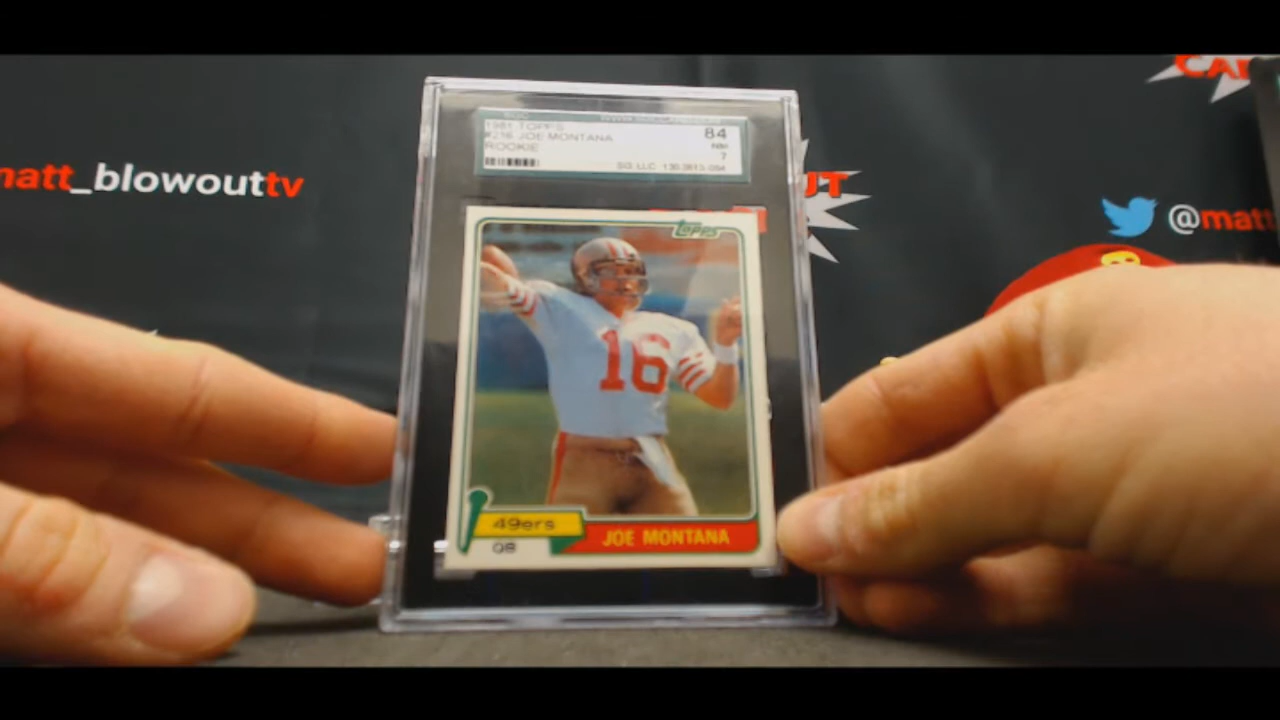 matt_blowouttv
@matt
1981 TOPPS
#216 JOE MONTANA
ROOKIE
84
NM
7
Topps
16
49ers
QB
JOE MONTANA